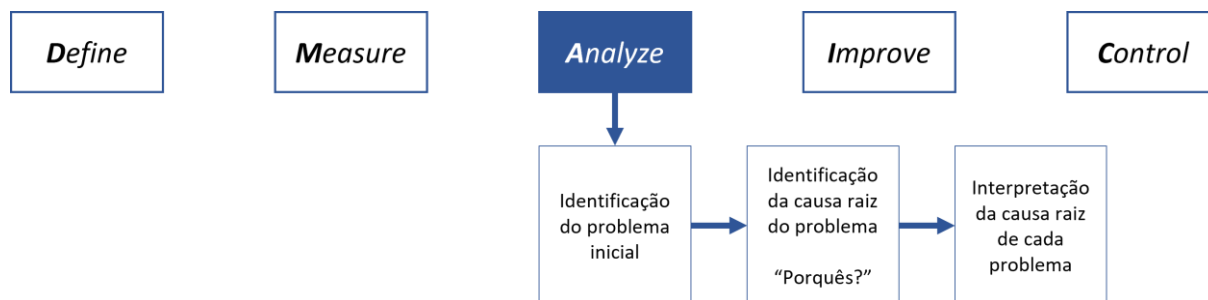 Define
Measure
Analyze
Improve
Control
Identificação
do problema
inicial
Identificação
da causa raiz
do problema
“Porquês?”
Interpretação
da causa raiz
de cada
problema